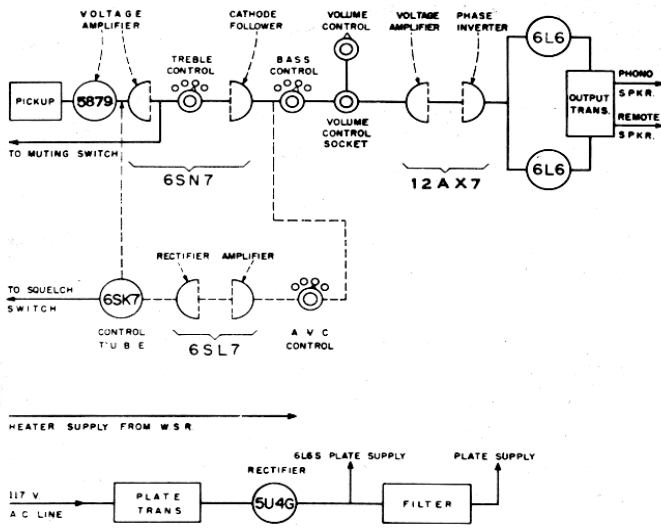 VOLTAGE
AMPLIFIER
CATHODE
FOLLOWER
VOLUME
CONTROL
VOLTAGE
AMPLIFIER
PHASE
INVERTER
TREBLE
CONTROL
BASS
CONTROL
6L6
PICKUP
5879
OUTPUT
TRANS.
PHONO
SPKR.
REMOTE
SPKR.
VOLUME
CONTROL
SOCKET
TO MUTING SWITCH
6SN7
12AX7
6L6
RECTIFIER
AMPLIFIER
TO SQUELCH
SWITCH
6SK7
CONTROL
TUBE
6SL7
AVC
CONTROL
HEATER SUPPLY FROM W.S.R.
6L6S PLATE SUPPLY
PLATE SUPPLY
RECTIFIER
117 V
AC LINE
PLATE
TRANS
5U4G
FILTER